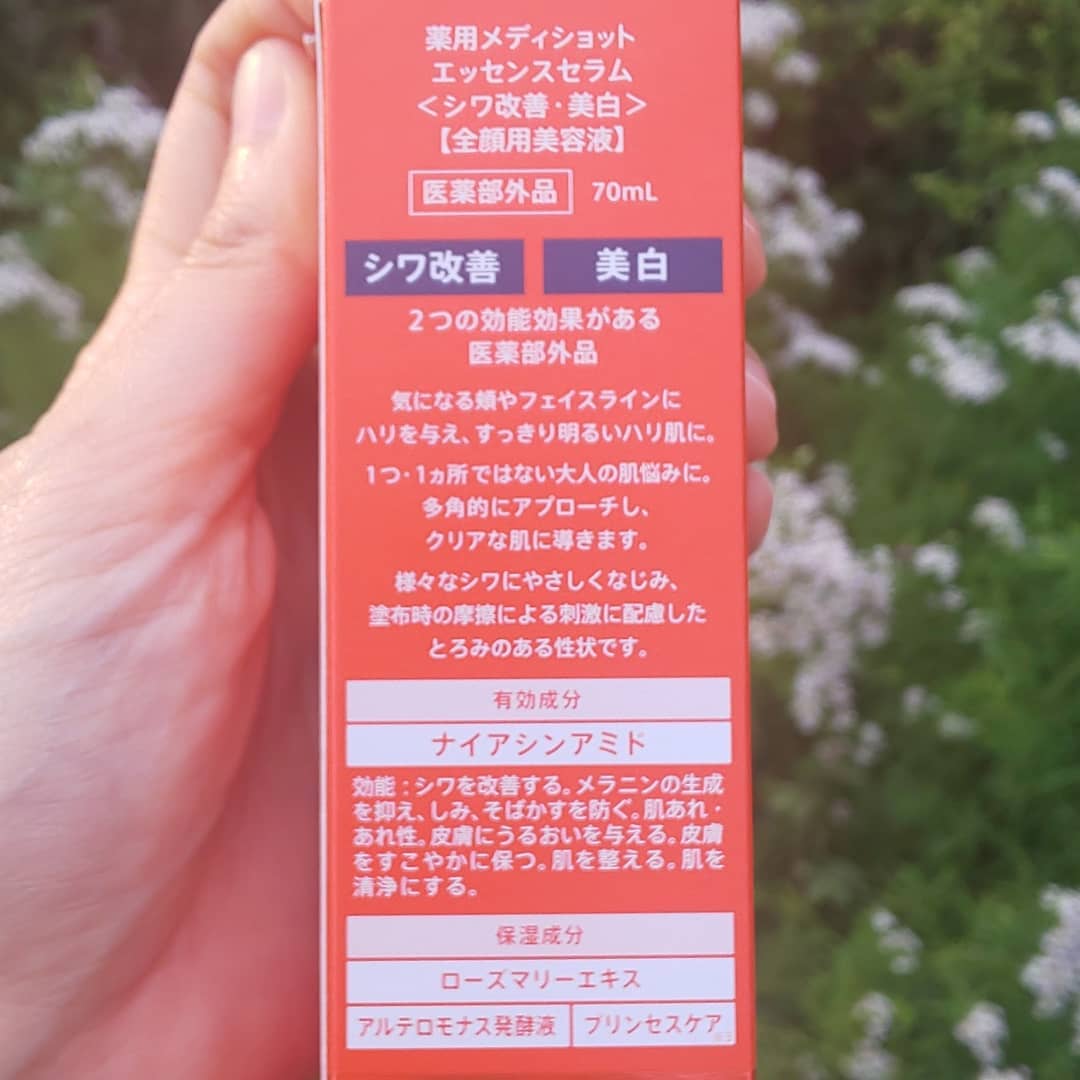 薬用メディショット
エッセンスセラム
<シワ改善・美白>
【全顔用美容液】
医薬部外品 70mL
シワ改善 美白
2つの効能効果がある
医薬部外品
気になる頬やフェイスラインに
ハリを与え、すっきり明るいハリ肌に。
1つ・1ヵ所ではない大人の肌悩みに。
多角的にアプローチし、
クリアな肌に導きます。
様々なシワにやさしくなじみ、
塗布時の摩擦による刺激に配慮した
とろみのある性状です。
有効成分
ナイアシンアミド
効能:シワを改善する。メラニンの生成
を抑え、しみ、そばかすを防ぐ。肌あれ・
あれ性。皮膚にうるおいを与える。皮膚
をすこやかに保つ。肌を整える。肌を
清浄にする。
保湿成分
ローズマリーエキス
アルテロモナス発酵液 プリンセスケア